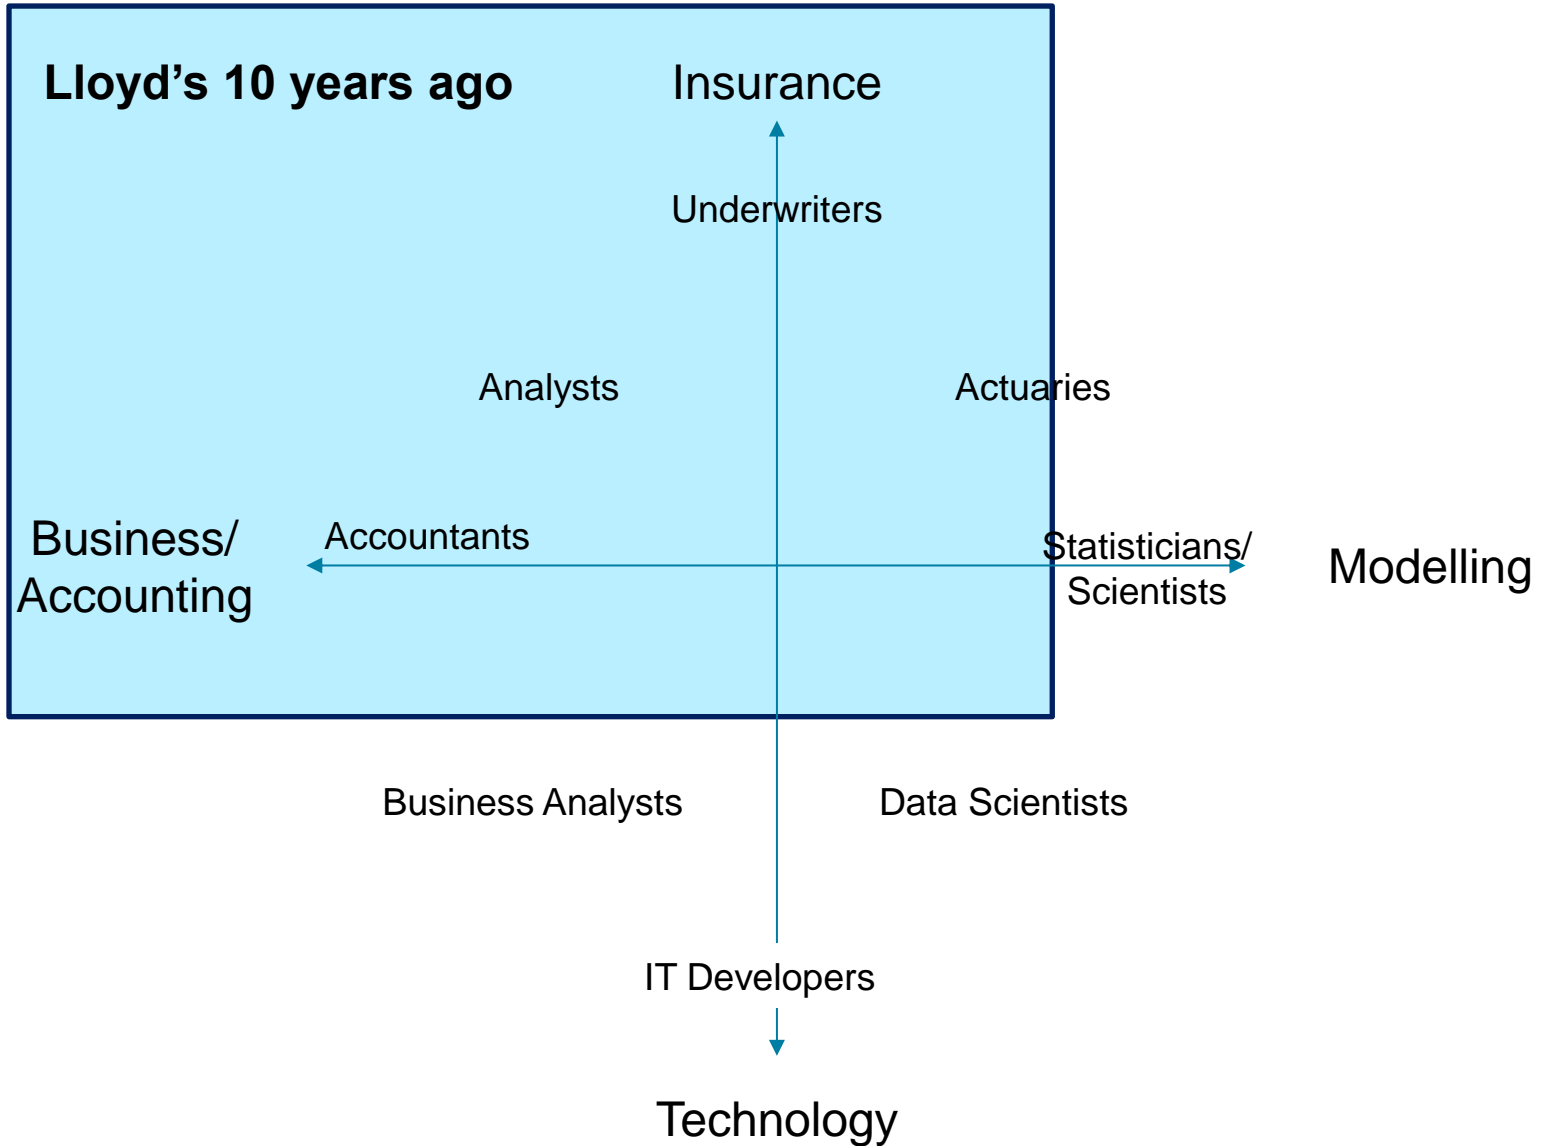 Lloyd's 10 years ago
Insurance
Underwriters
Analysts
Actuaries
Business/
Accounting
Accountants
Statisticians/
Scientists
Modelling
Business Analysts
Data Scientists
IT Developers
Technology